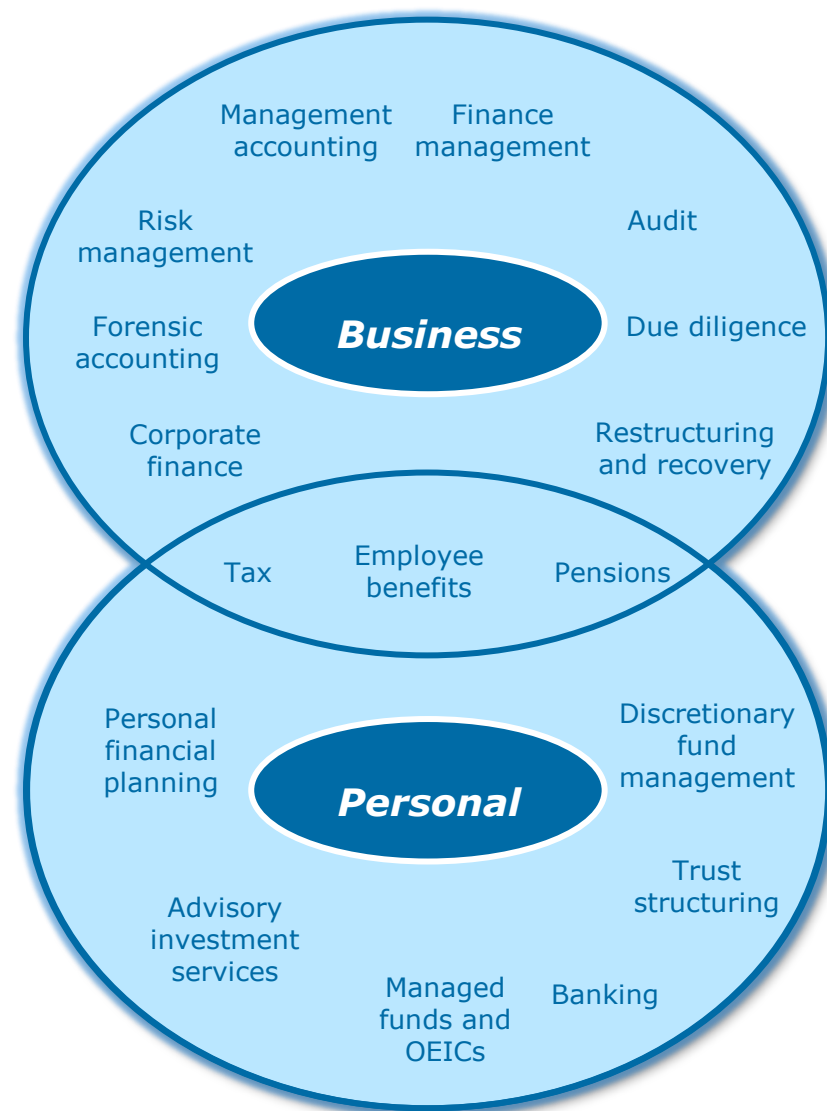 Management
accounting
Finance
management
Risk
management
Audit
Forensic
accounting
Business
Due diligence
Corporate
finance
Restructuring
and recovery
Tax
Employee
benefits
Pensions
Personal
financial
planning
Discretionary
fund
management
Personal
Trust
structuring
Advisory
investment
services
Managed
funds and
OEICs
Banking